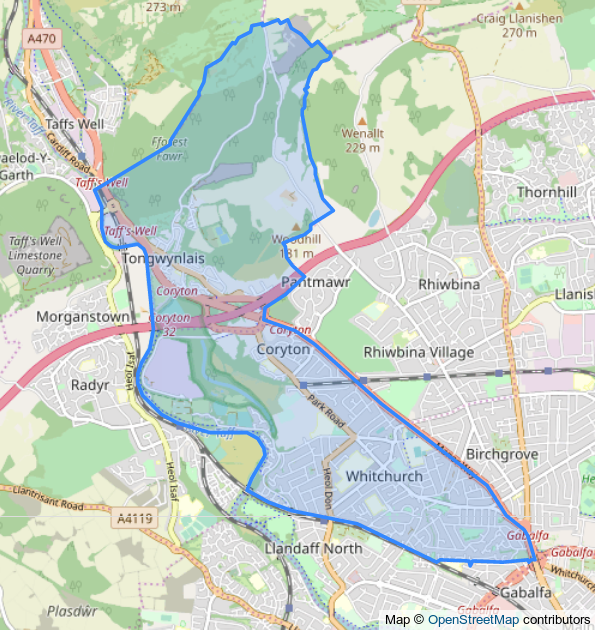 273 m
Craig Llanishen
270 m
A470
River Taff
Taffs Well
Cardiff Road
Wenallt
229 m
Fforest
Fawr
aelod-Y-
Garth
Taff's Well
Thornhill
Taff's Well
Taff's Well
Limestone
Quarry
Woodhill
181 m
Tongwynlais
Pantmawr
Rhiwbina
Coryton
Llanishe
Morganstown
Coryton
32
Coryton
Coryton
Rhiwbina Village
Heol Isaf
Radyr
Park Road
Birchgrove
Heol Isaf
Whitchurch
Heol Don
Llantrisant Road
A4119
Gabalfa
Llandaff North
Gabalfa
Whitchurch
Gabalfa
Plasdŵr
Map © OpenStreetMap contributors